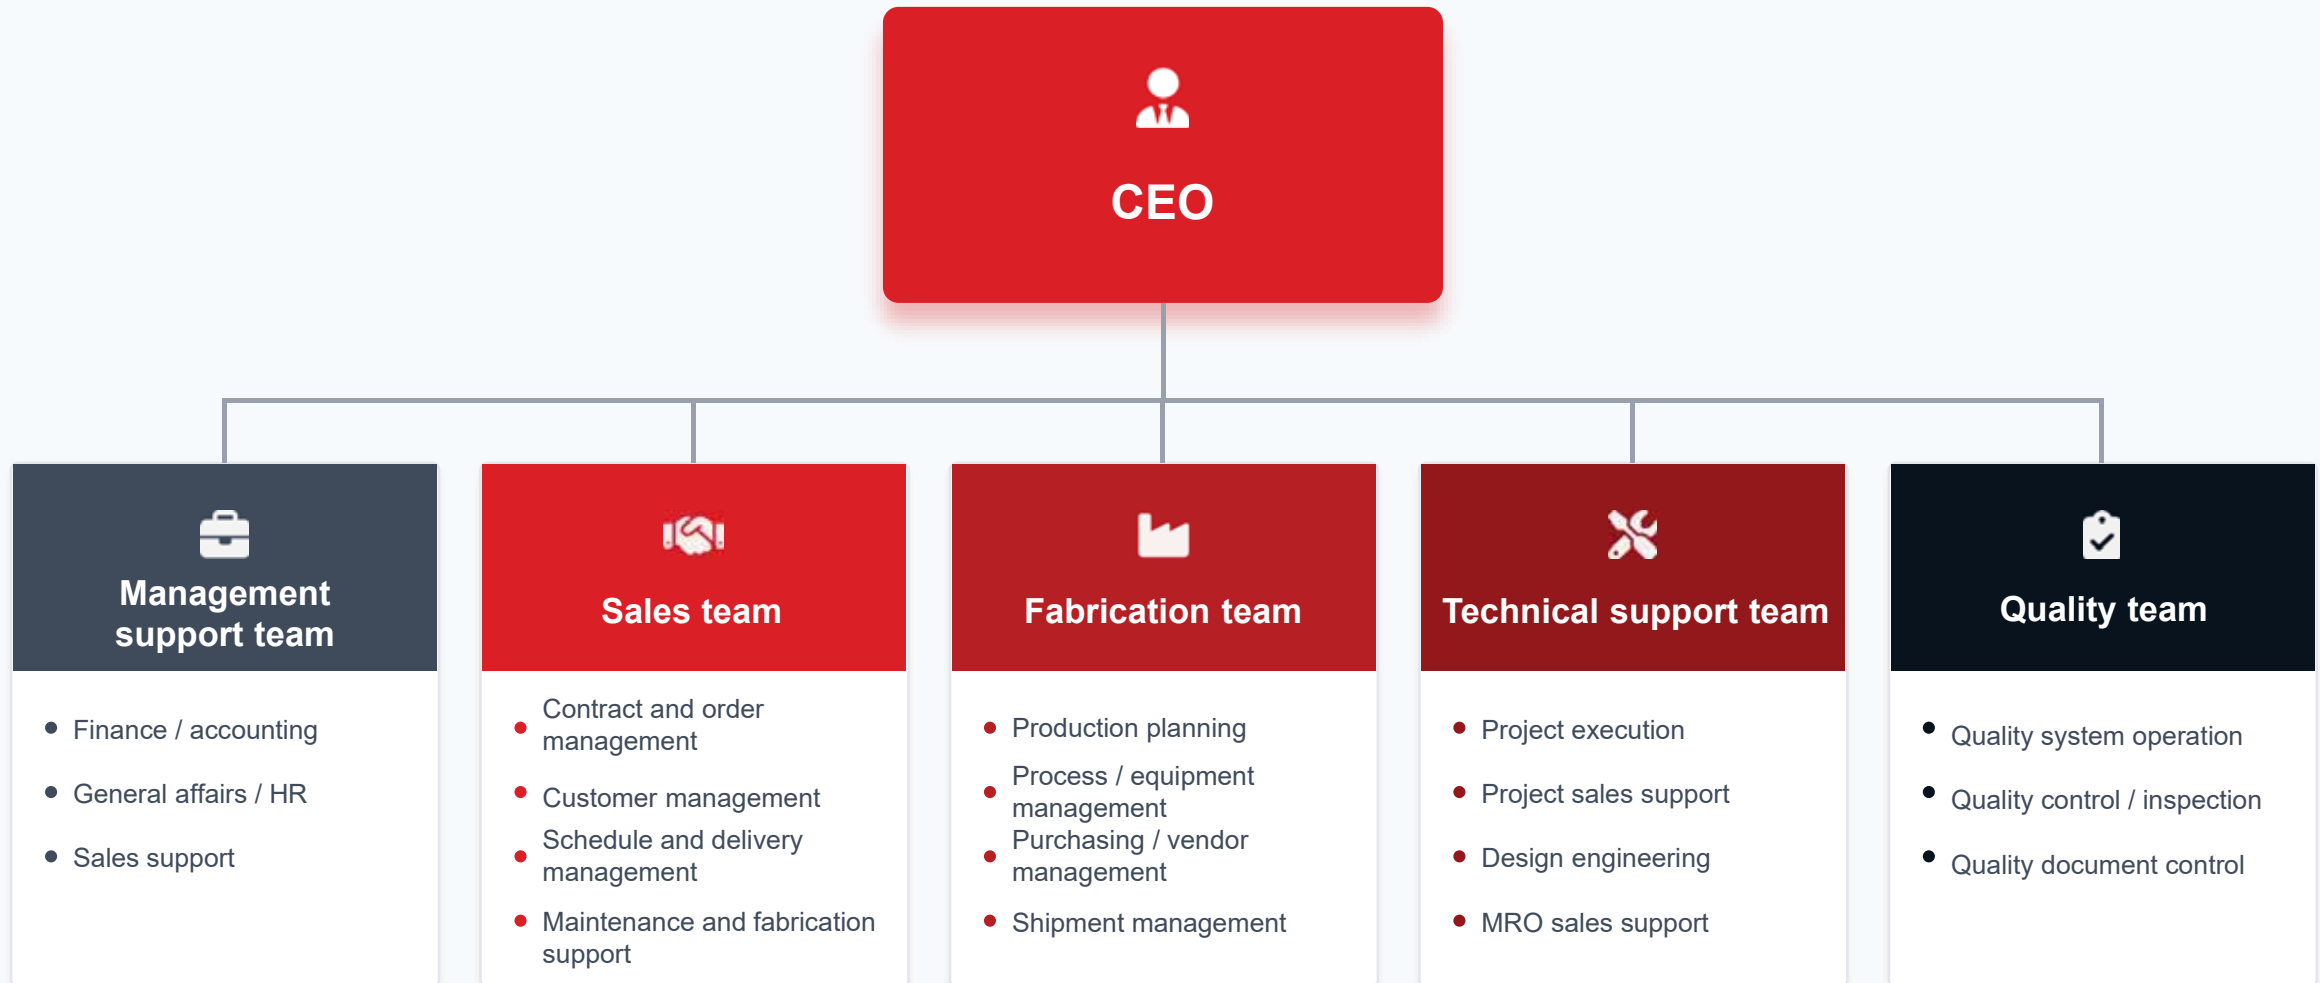 CEO
Management
support team
Finance / accounting
General affairs / HR
Sales support
Sales team
Contract and order
management
Customer management
Schedule and delivery
management
Maintenance and fabrication
support
Fabrication team
Production planning
Process / equipment
management
Purchasing / vendor
management
Shipment management
Technical support team
Project execution
Project sales support
Design engineering
MRO sales support
Quality team
Quality system operation
Quality control / inspection
Quality document control